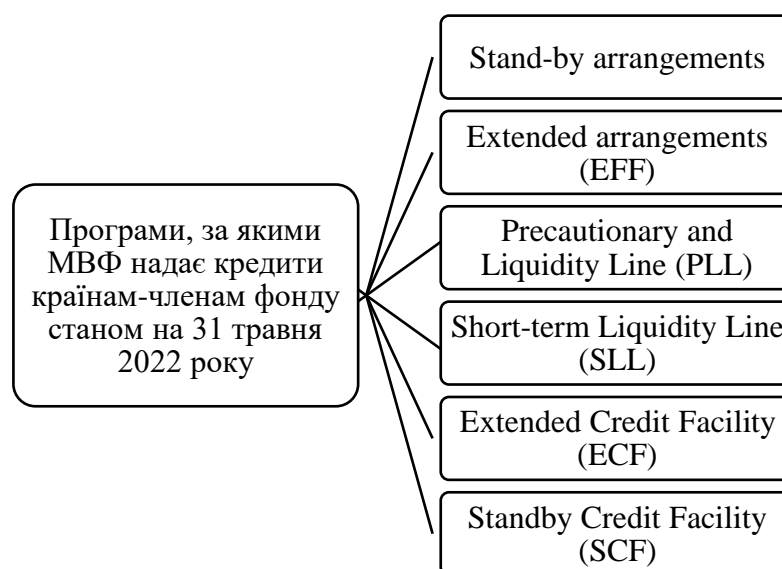 Програми, за якими
МВФ надає кредити
країнам-членам фонду
станом на 31 травня
2022 року
Stand-by arrangements
Extended arrangements
(EFF)
Precautionary and
Liquidity Line (PLL)
Short-term Liquidity Line
(SLL)
Extended Credit Facility
(ECF)
Standby Credit Facility
(SCF)